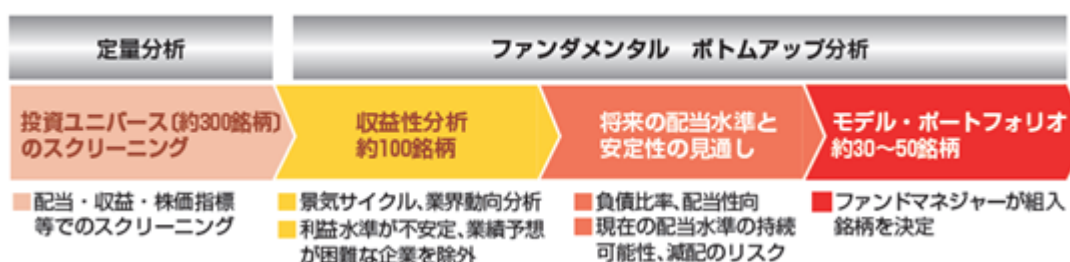 定量分析
ファンダメンタル ボトムアップ分析
投資ユニバース(約300銘柄)
のスクリーニング
収益性分析
約100銘柄
将来の配当水準と
安定性の見通し
モデル・ポートフォリオ
約30〜50銘柄
配当・収益・株価指標
等でのスクリーニング
景気サイクル、業界動向分析
利益水準が不安定、業績予想
が困難な企業を除外
負債比率、配当性向
現在の配当水準の持続
可能性、減配のリスク
ファンドマネジャーが組入
銘柄を決定